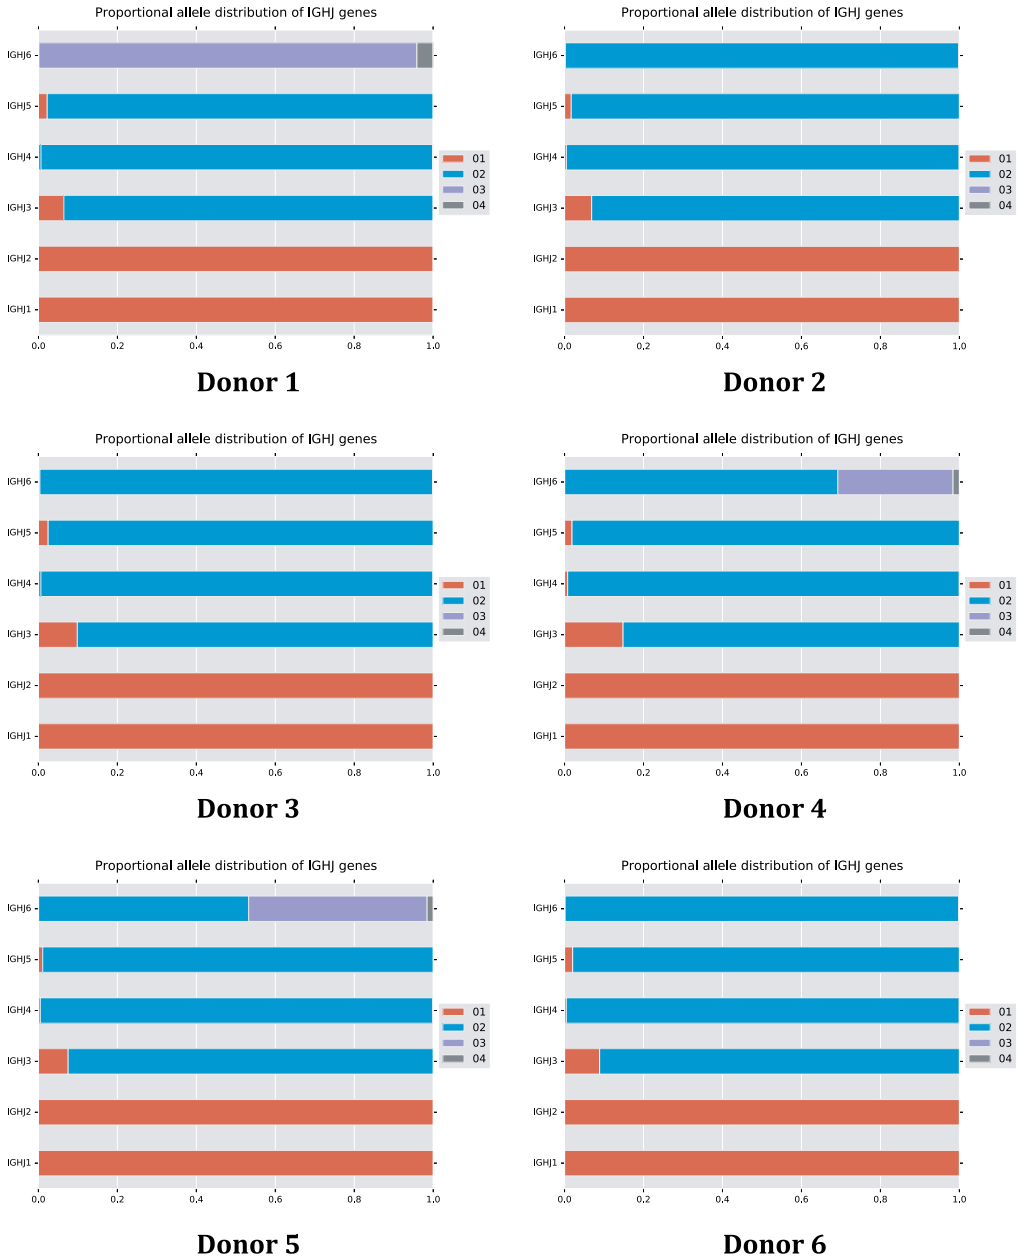 Proportional allele distribution of IGHJ genes
IGHJ6
IGHJ5
IGHJ4
IGHJ3
IGHJ2
IGHJ1
0.0 0.2 0.4 0.6 0.8 1.0
01
02
03
04
Donor 1
Proportional allele distribution of IGHJ genes
IGHJ6
IGHJ5
IGHJ4
IGHJ3
IGHJ2
IGHJ1
0.0 0.2 0.4 0.6 0.8 1.0
01
02
03
04
Donor 2
Proportional allele distribution of IGHJ genes
IGHJ6
IGHJ5
IGHJ4
IGHJ3
IGHJ2
IGHJ1
0.0 0.2 0.4 0.6 0.8 1.0
01
02
03
04
Donor 3
Proportional allele distribution of IGHJ genes
IGHJ6
IGHJ5
IGHJ4
IGHJ3
IGHJ2
IGHJ1
0.0 0.2 0.4 0.6 0.8 1.0
01
02
03
04
Donor 4
Proportional allele distribution of IGHJ genes
IGHJ6
IGHJ5
IGHJ4
IGHJ3
IGHJ2
IGHJ1
0.0 0.2 0.4 0.6 0.8 1.0
01
02
03
04
Donor 5
Proportional allele distribution of IGHJ genes
IGHJ6
IGHJ5
IGHJ4
IGHJ3
IGHJ2
IGHJ1
0.0 0.2 0.4 0.6 0.8 1.0
01
02
03
04
Donor 6